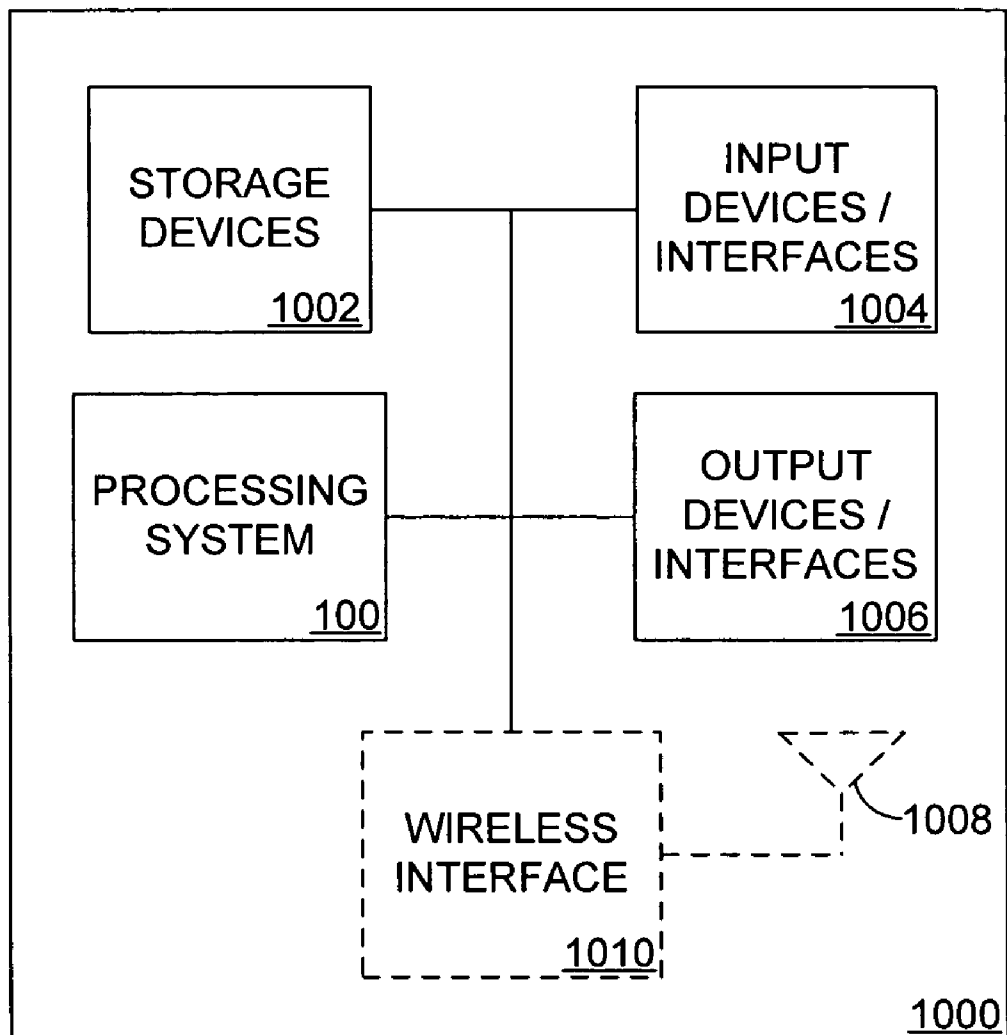 STORAGE
DEVICES
1002
INPUT
DEVICES /
INTERFACES
1004
PROCESSING
SYSTEM
100
OUTPUT
DEVICES /
INTERFACES
1006
WIRELESS
INTERFACE
1010
1008
1000